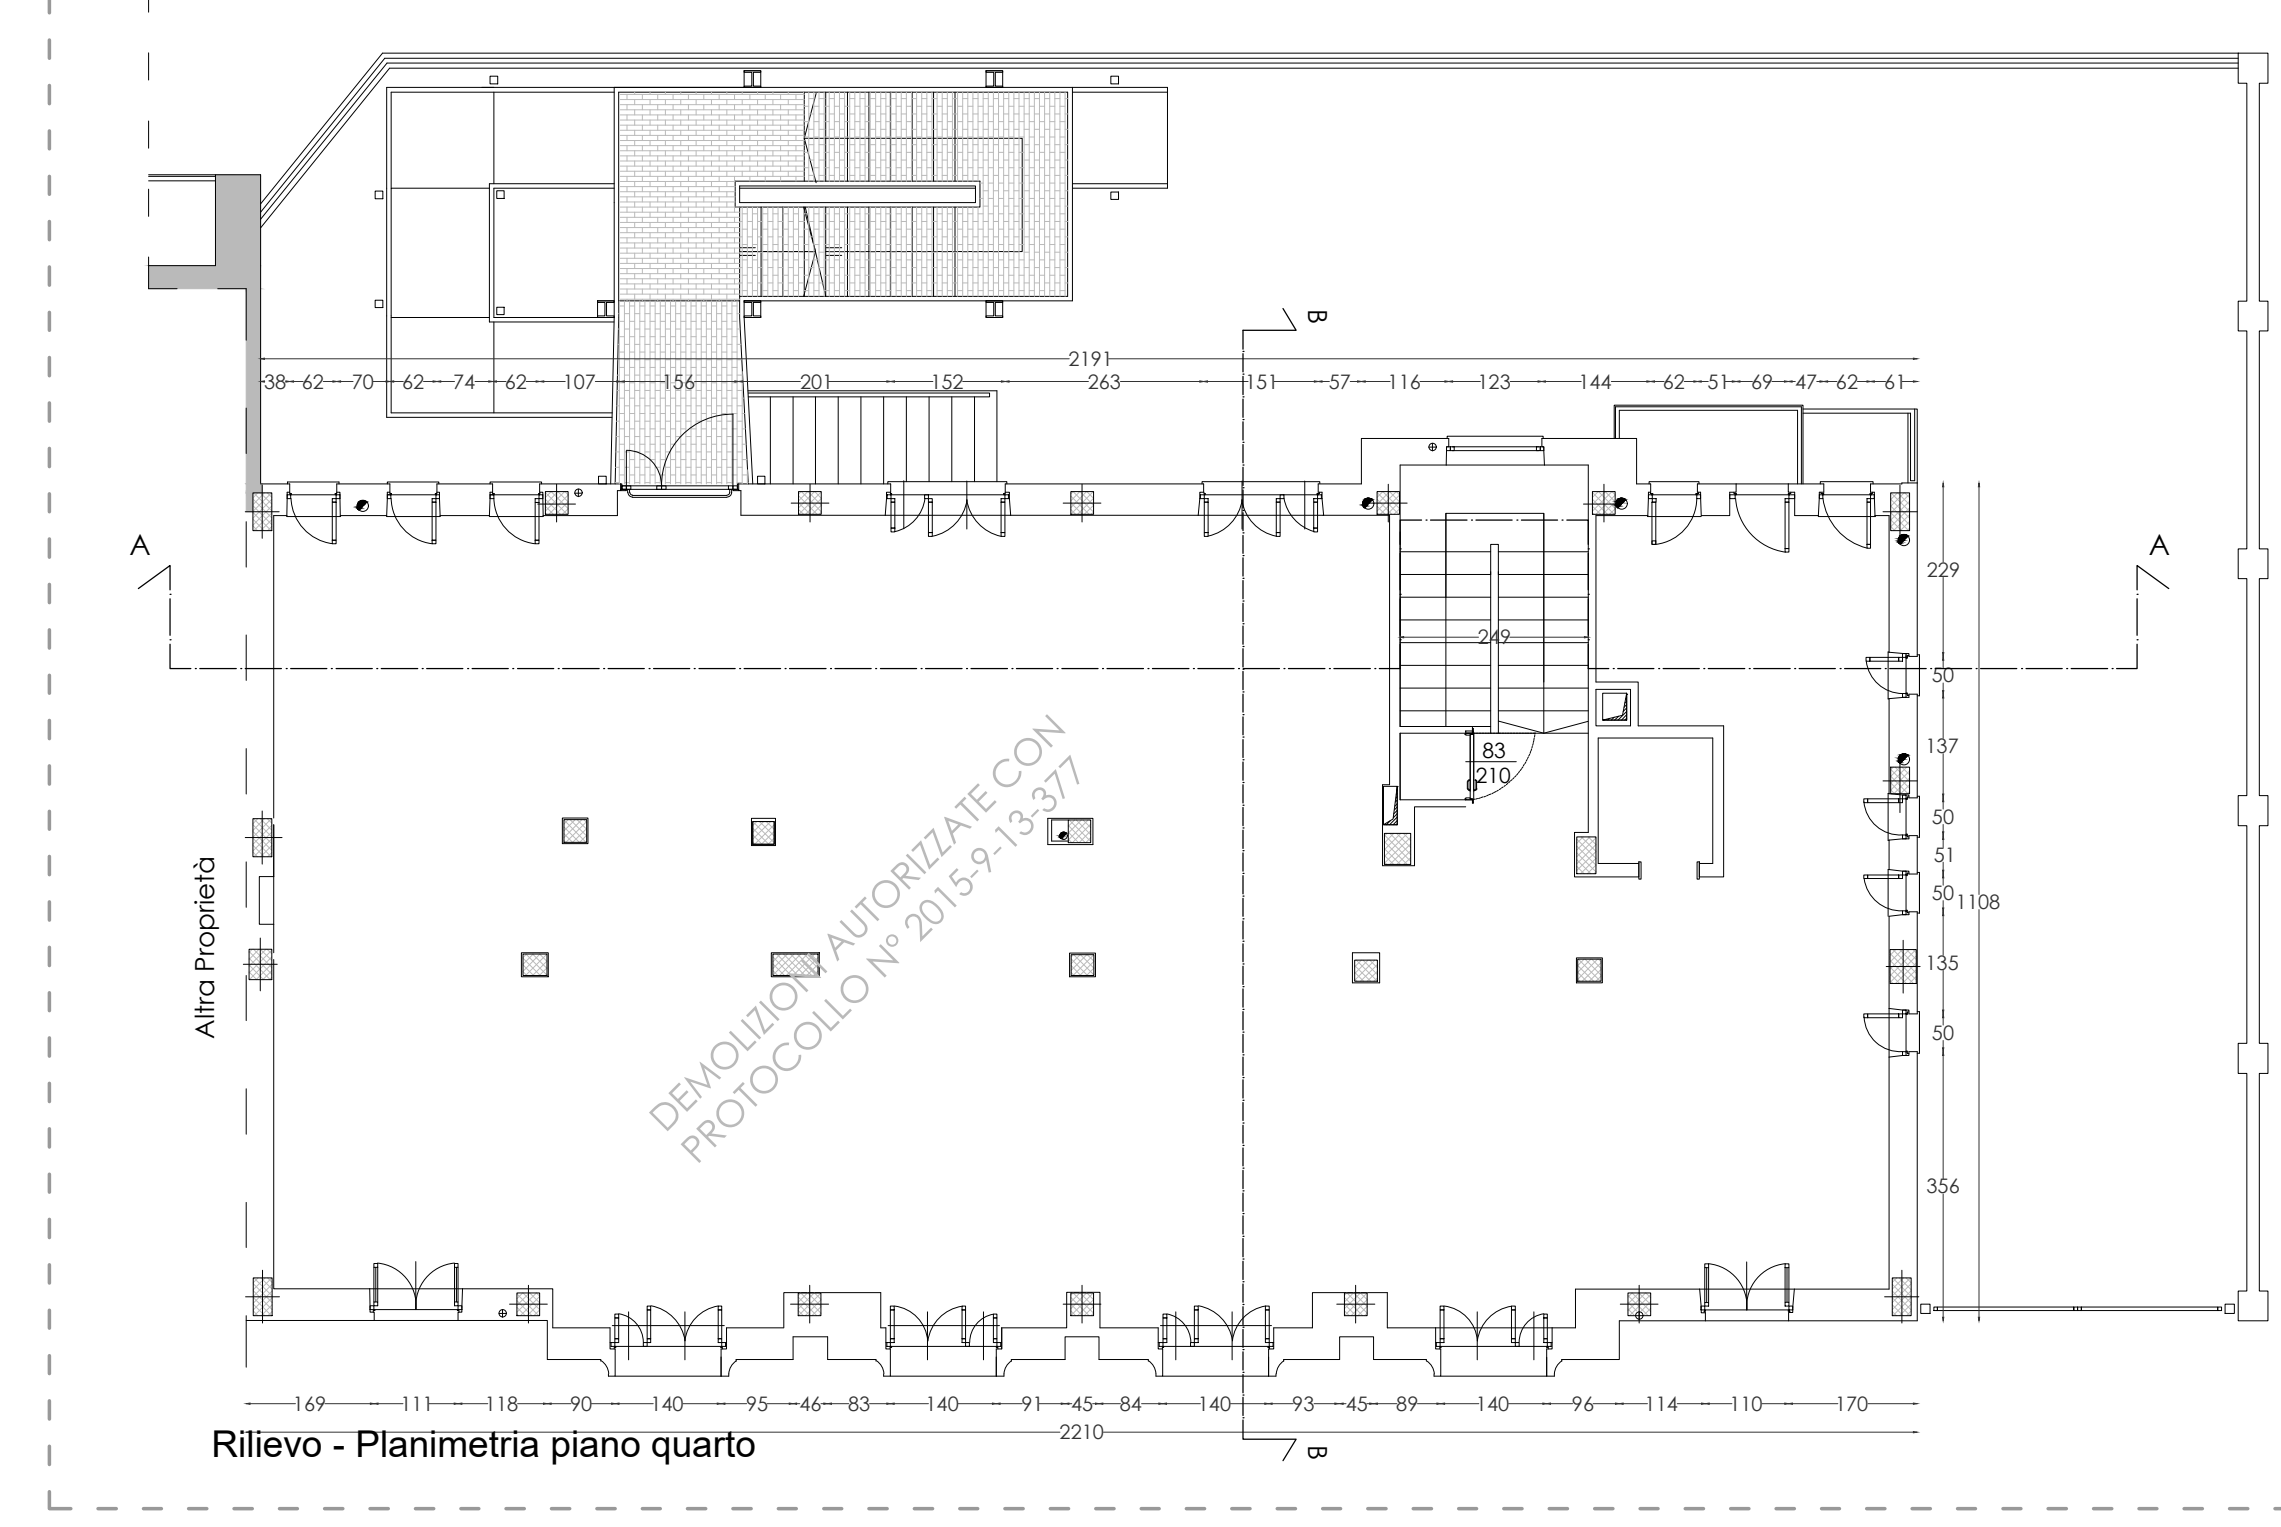 B
2191
38 62 70 62 74 62 107 156 201 152 263 151 57 116 123 144 62 51 69 47 62 61
A
A
229
249
50
83
210
137
50
51
50
1108
135
50
356
Altra Proprietà
DEMOLIZIONI AUTORIZZATE CON
PROTOCOLLO N° 2015-9-13-377
169 111 118 90 140 95 46 83 140 91 45 84 140 93 45 89 140 96 114 110 170
2210
Rilievo - Planimetria piano quarto
B